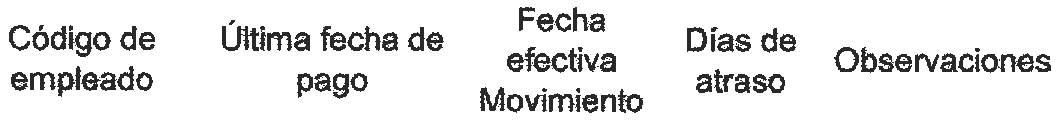 Código de
empleado
Última fecha de
pago
Fecha
efectiva
Movimiento
Días de
atraso
Observaciones